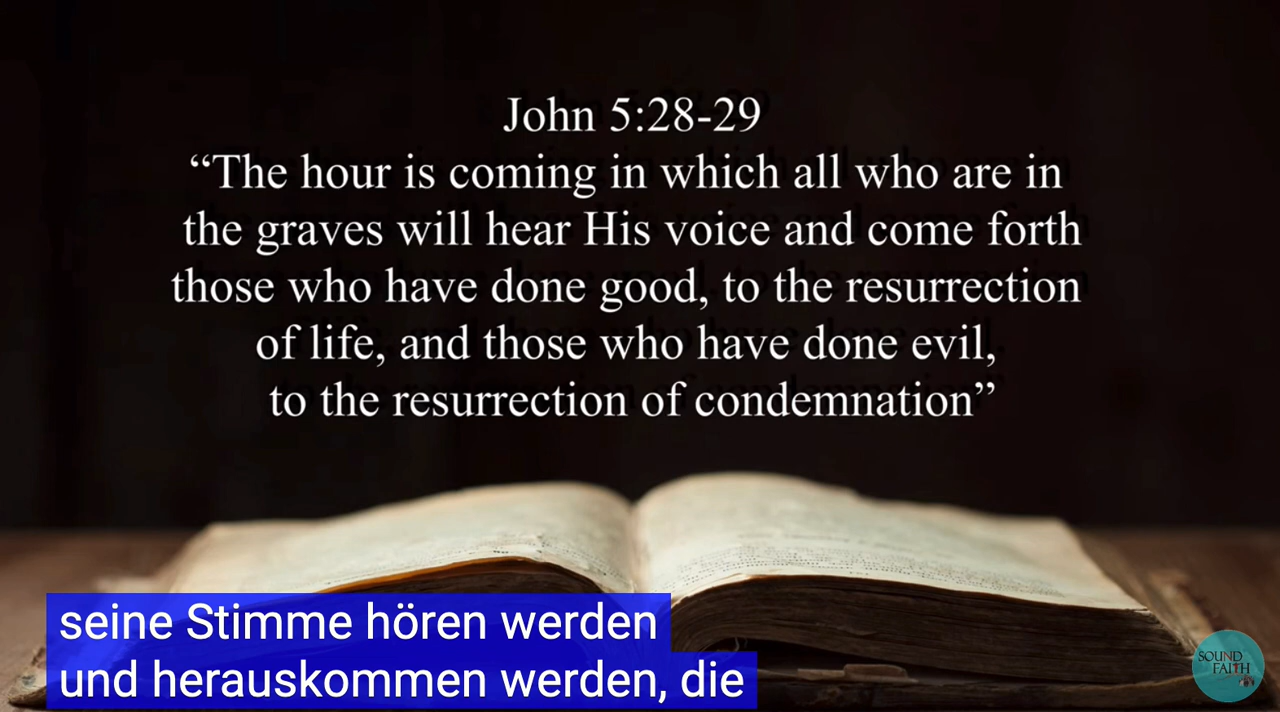 John 5:28-29
“The hour is coming in which all who are in
the graves will hear His voice and come forth
those who have done good, to the resurrection
of life, and those who have done evil,
to the resurrection of condemnation”
seine Stimme hören werden
und herauskommen werden, die
SOUND
FAITH